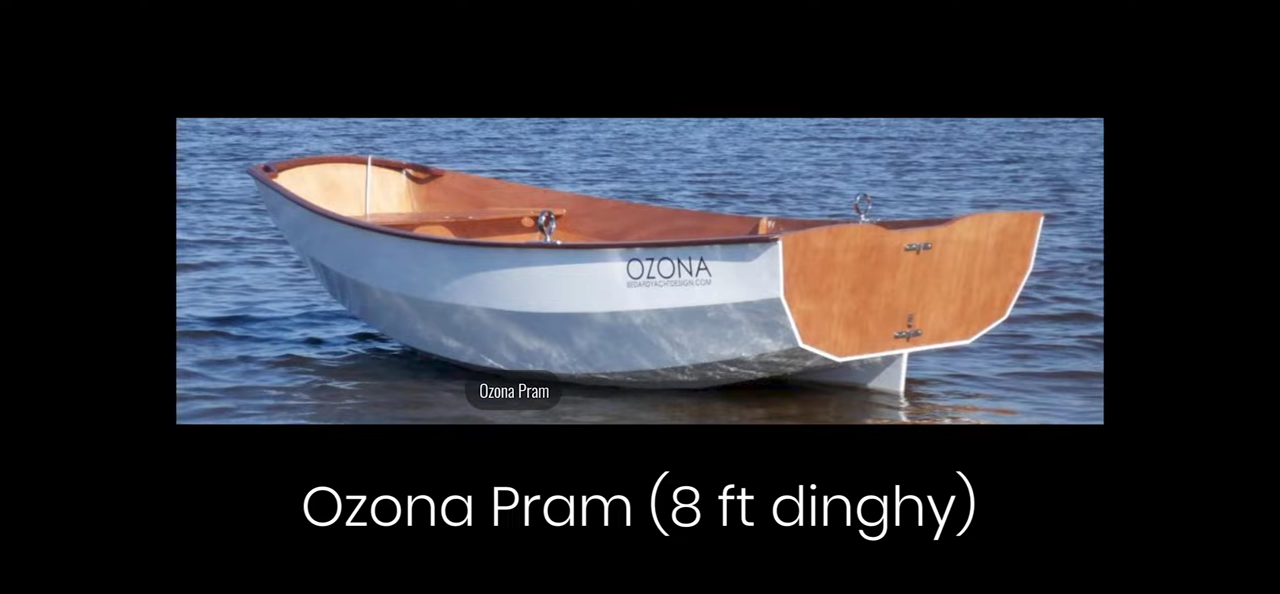 OZONA
BEDARDYACHTDESIGN.COM
Ozona Pram
Ozona Pram (8 ft dinghy)